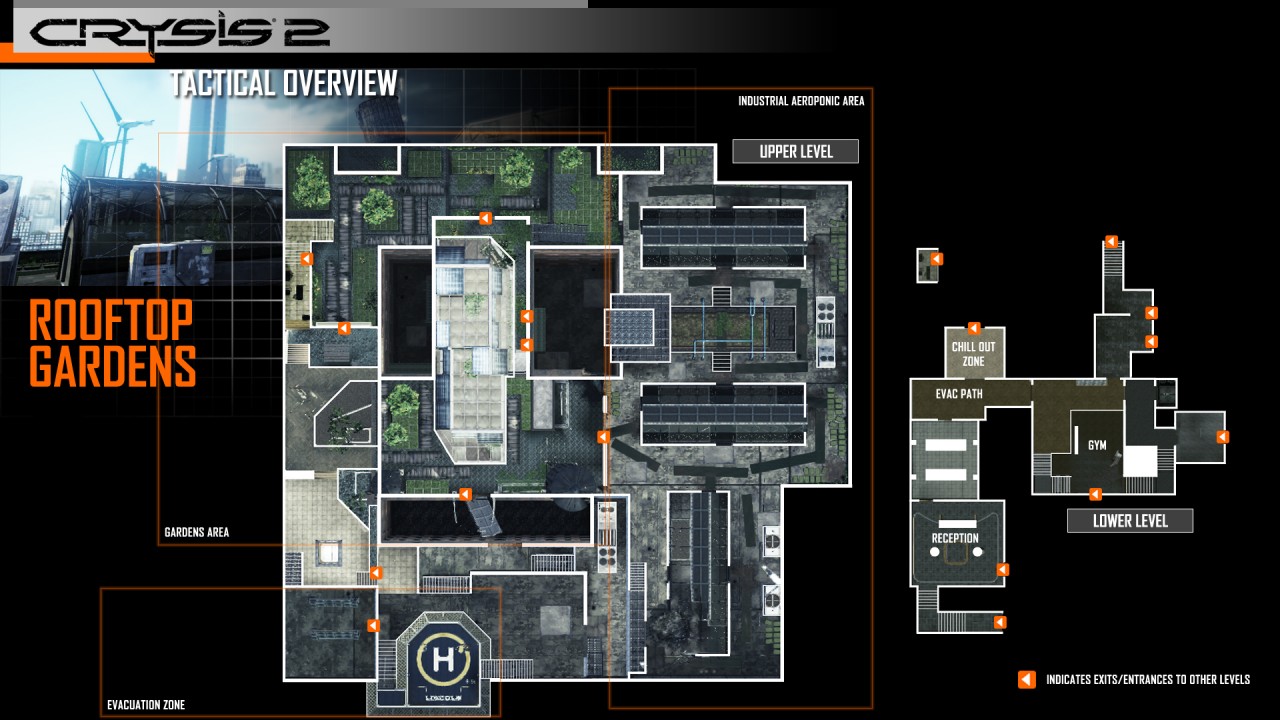 CRYSIS 2
TACTICAL OVERVIEW
INDUSTRIAL AEROPONIC AREA
UPPER LEVEL
ROOFTOP
GARDENS
CHILL OUT
ZONE
EVAC PATH
GYM
LOWER LEVEL
GARDENS AREA
RECEPTION
H
LINCOLN
EVACUATION ZONE
INDICATES EXITS/ENTRANCES TO OTHER LEVELS